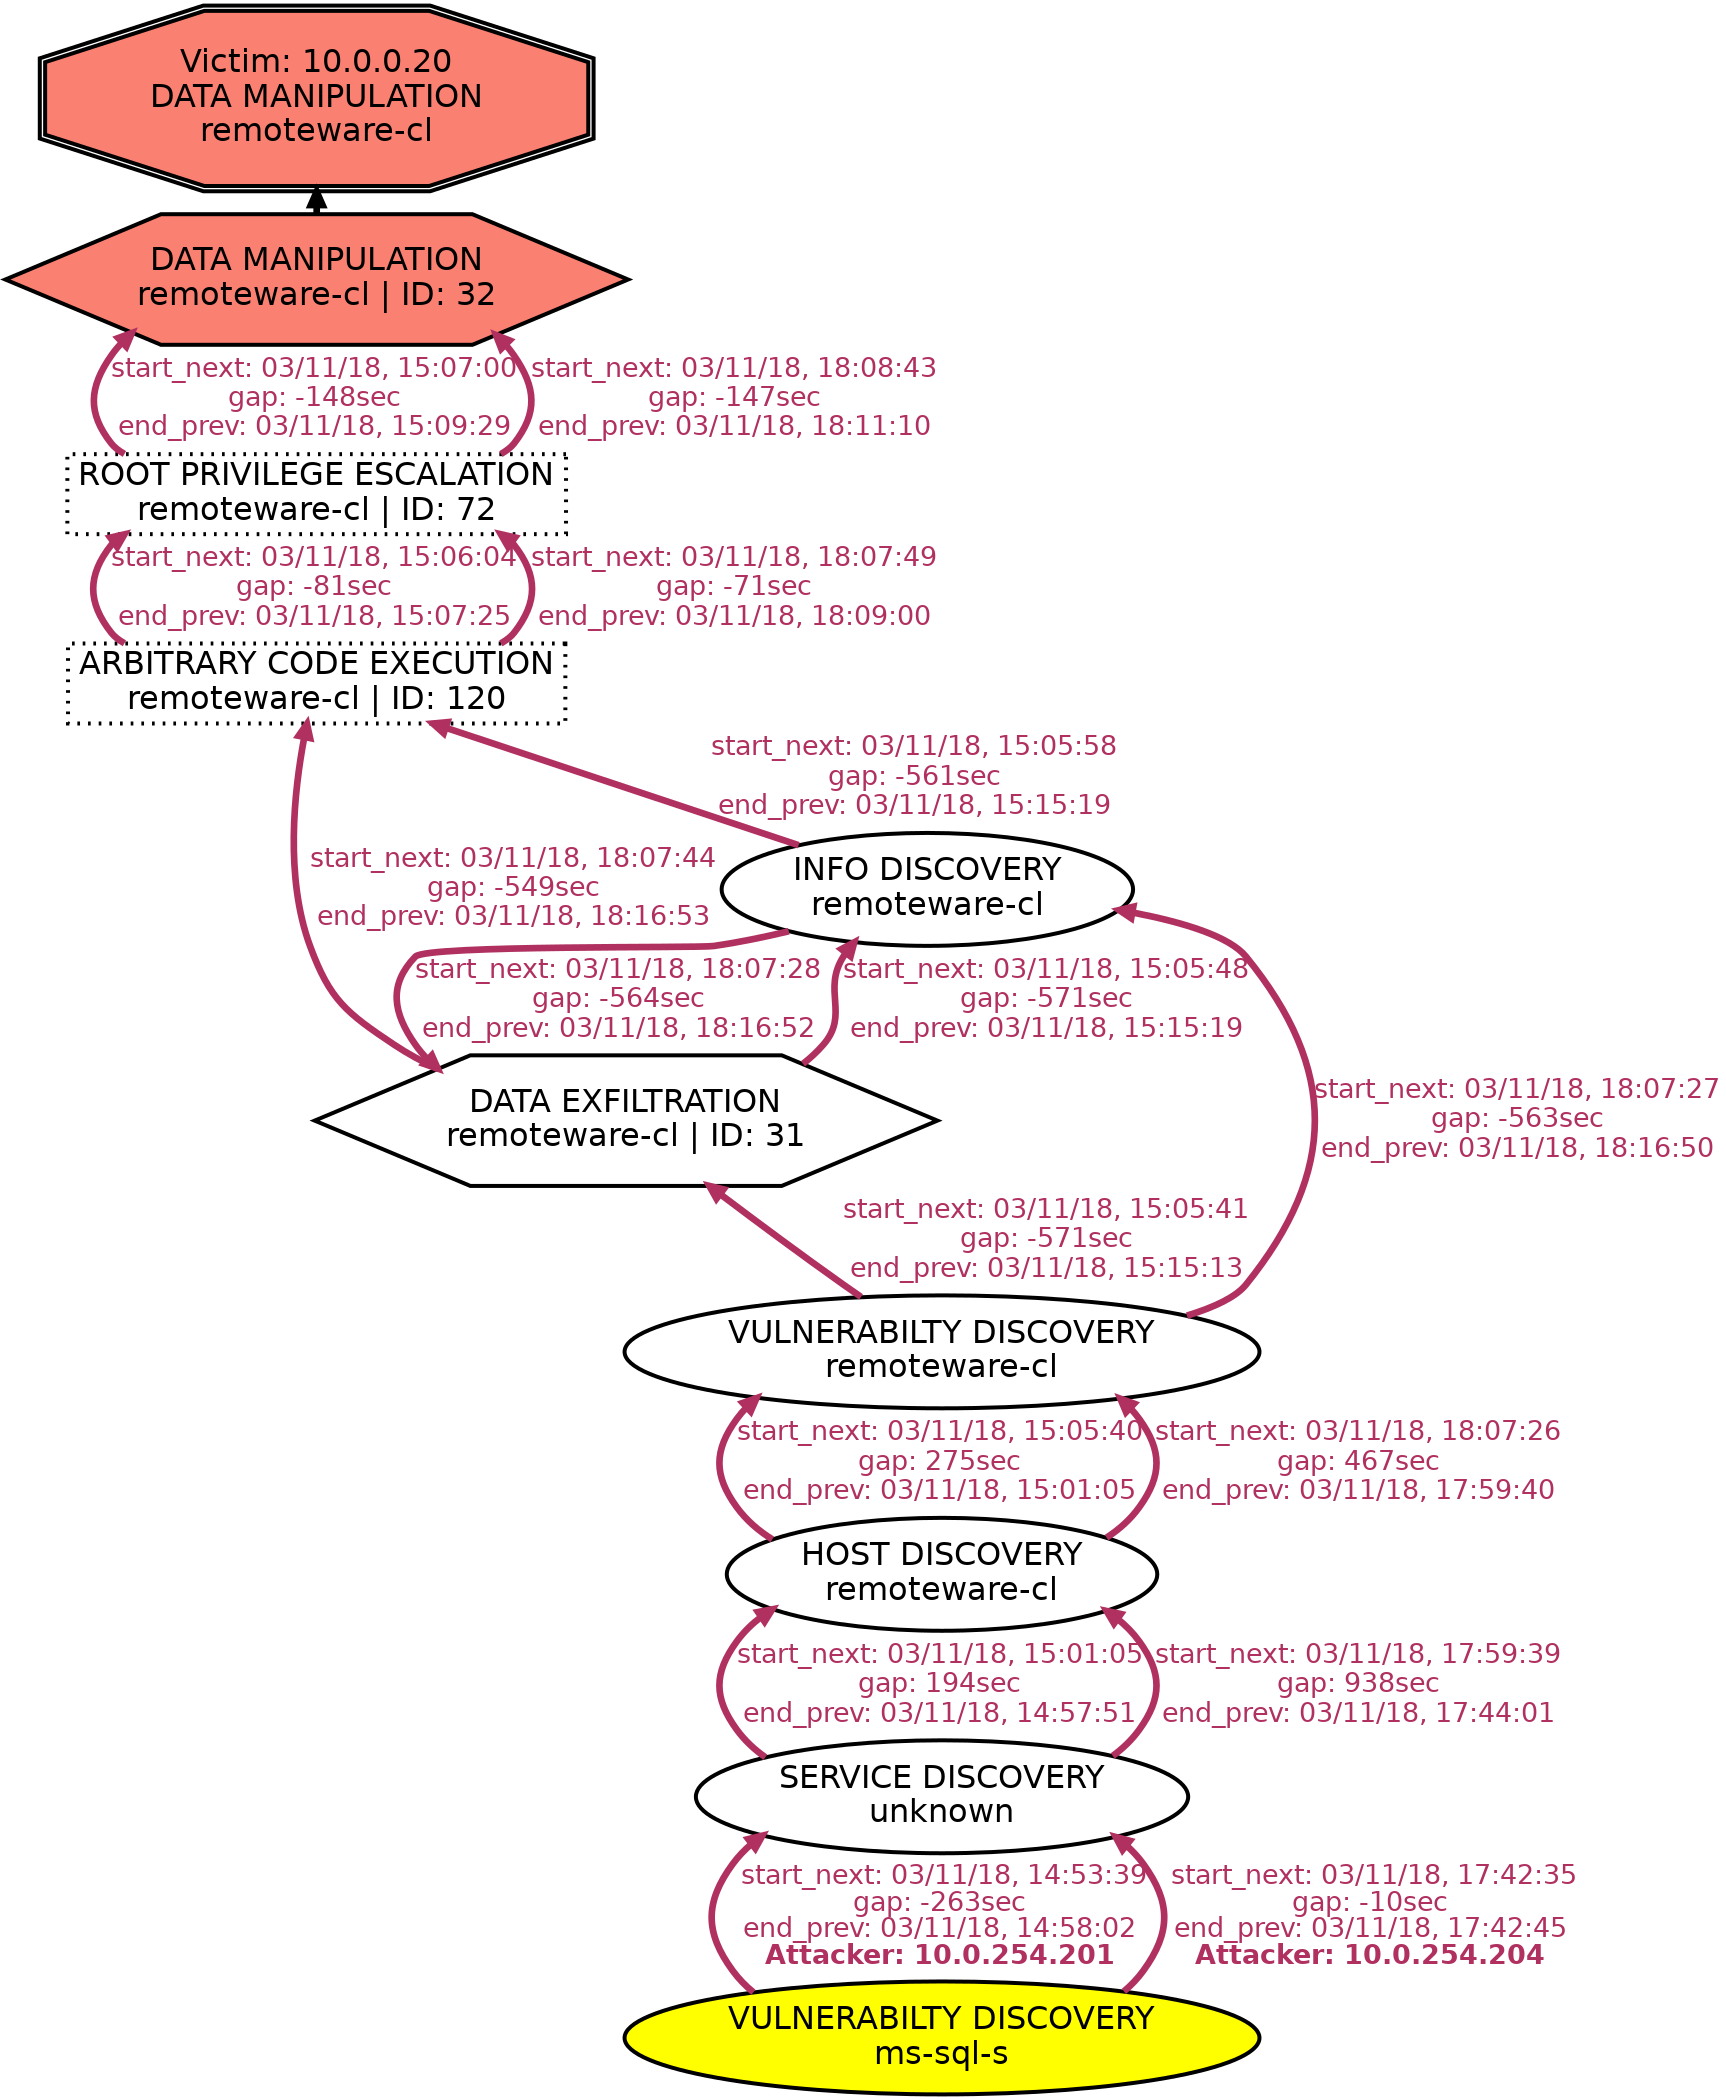 Victim: 10.0.0.20
DATA MANIPULATION
remoteware-cl
DATA MANIPULATION
remoteware-cl | ID: 32
start_next: 03/11/18, 15:07:00
gap: -148sec
end_prev: 03/11/18, 15:09:29
start_next: 03/11/18, 18:08:43
gap: -147sec
end_prev: 03/11/18, 18:11:10
ROOT PRIVILEGE ESCALATION
remoteware-cl | ID: 72
start_next: 03/11/18, 15:06:04
gap: -81sec
end_prev: 03/11/18, 15:07:25
start_next: 03/11/18, 18:07:49
gap: -71sec
end_prev: 03/11/18, 18:09:00
ARBITRARY CODE EXECUTION
remoteware-cl | ID: 120
start_next: 03/11/18, 15:05:58
gap: -561sec
end_prev: 03/11/18, 15:15:19
start_next: 03/11/18, 18:07:44
gap: -549sec
end_prev: 03/11/18, 18:16:53
INFO DISCOVERY
remoteware-cl
start_next: 03/11/18, 18:07:28
gap: -564sec
end_prev: 03/11/18, 18:16:52
start_next: 03/11/18, 15:05:48
gap: -571sec
end_prev: 03/11/18, 15:15:19
DATA EXFILTRATION
remoteware-cl | ID: 31
start_next: 03/11/18, 18:07:27
gap: -563sec
end_prev: 03/11/18, 18:16:50
start_next: 03/11/18, 15:05:41
gap: -571sec
end_prev: 03/11/18, 15:15:13
VULNERABILTY DISCOVERY
remoteware-cl
start_next: 03/11/18, 15:05:40
gap: 275sec
end_prev: 03/11/18, 15:01:05
start_next: 03/11/18, 18:07:26
gap: 467sec
end_prev: 03/11/18, 17:59:40
HOST DISCOVERY
remoteware-cl
start_next: 03/11/18, 15:01:05
gap: 194sec
end_prev: 03/11/18, 14:57:51
start_next: 03/11/18, 17:59:39
gap: 938sec
end_prev: 03/11/18, 17:44:01
SERVICE DISCOVERY
unknown
start_next: 03/11/18, 14:53:39
gap: -263sec
end_prev: 03/11/18, 14:58:02
Attacker: 10.0.254.201
start_next: 03/11/18, 17:42:35
gap: -10sec
end_prev: 03/11/18, 17:42:45
Attacker: 10.0.254.204
VULNERABILTY DISCOVERY
ms-sql-s